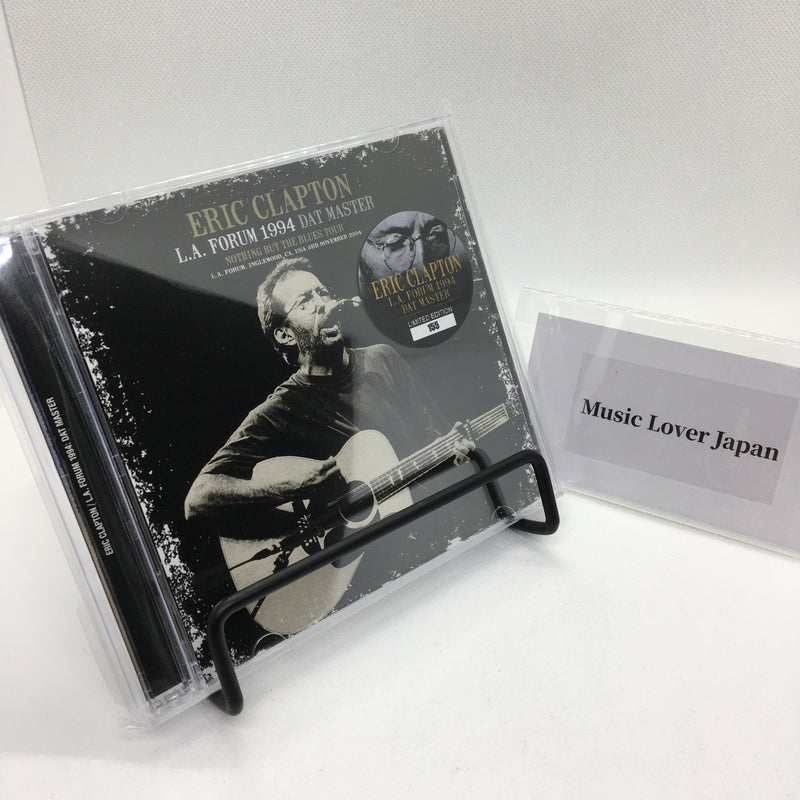 ERIC CLAPTON
L.A. FORUM 1994 DAT MASTER
NOTHING BUT THE BLUES TOUR
L.A. FORUM, INGLEWOOD, CA, USA 3RD NOVEMBER 1994
ERIC CLAPTON
L.A. FORUM 1994
DAT MASTER
LIMITED EDITION
155
ERIC CLAPTON / L.A. FORUM 1994: DAT MASTER
Music Lover Japan